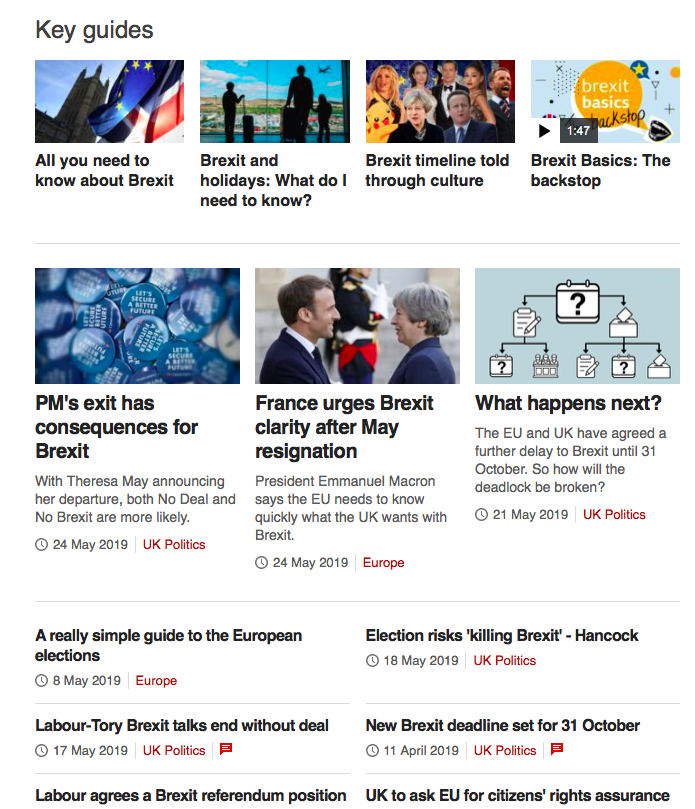 Key guides
brexit
basics
backstop
1:47
All you need to
know about Brexit
Brexit and
holidays: What do I
need to know?
Brexit timeline told
through culture
Brexit Basics: The
backstop
LET'S
SECURE
A BETTER
FUTURE
LET'S
SECURE
A BETTER
FUTURE
?
?
?
PM's exit has
consequences for
Brexit
With Theresa May announcing
her departure, both No Deal and
No Brexit are more likely.
24 May 2019 UK Politics
France urges Brexit
clarity after May
resignation
President Emmanuel Macron
says the EU needs to know
quickly what the UK wants with
Brexit.
24 May 2019 Europe
What happens next?
The EU and UK have agreed a
further delay to Brexit until 31
October. So how will the
deadlock be broken?
21 May 2019 UK Politics
A really simple guide to the European
elections
8 May 2019 Europe
Election risks 'killing Brexit' - Hancock
18 May 2019 UK Politics
Labour-Tory Brexit talks end without deal
17 May 2019 UK Politics
New Brexit deadline set for 31 October
11 April 2019 UK Politics
Labour agrees a Brexit referendum position
UK to ask EU for citizens' rights assurance